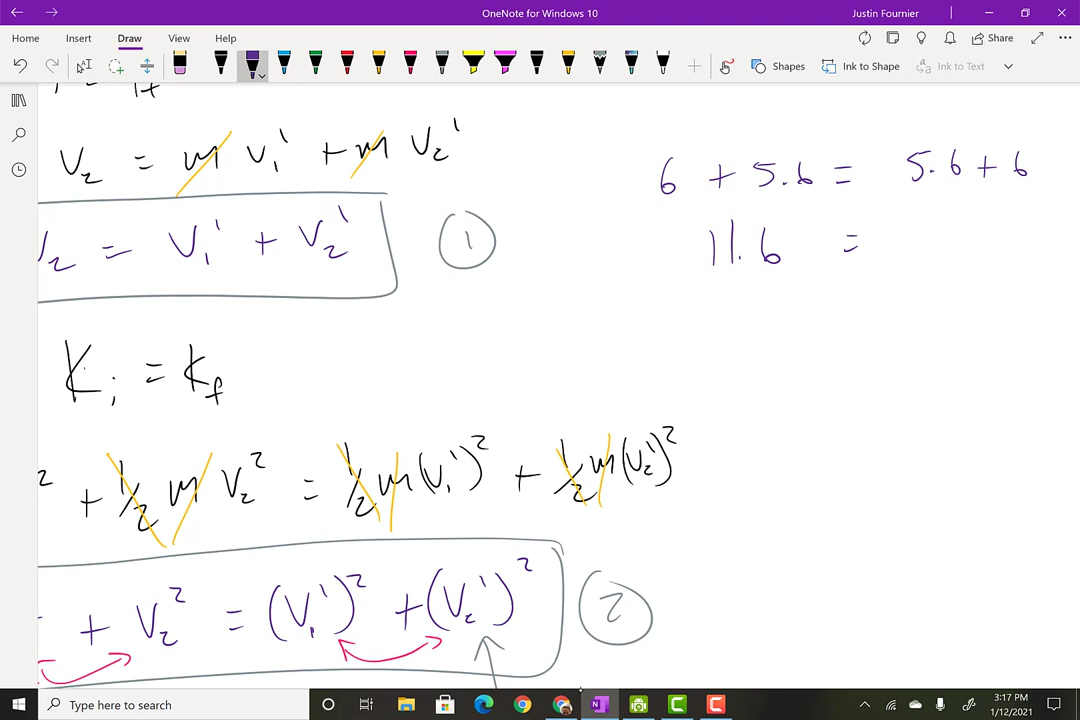 OneNote for Windows 10
Justin Fournier
Home Insert Draw View Help
Share
Shapes Ink to Shape Ink to Text
V₂ = m V₁' + m V₂'
6 + 5.6 = 5.6 + 6
V₂ = V₁' + V₂' ①
11.6 =
Kᵢ = K_f
² + ½ m V₂² = ½ m (V₁')² + ½ m (V₂')²
+ V₂² = (V₁')² + (V₂')² ②
Type here to search
3:17 PM
1/12/2021